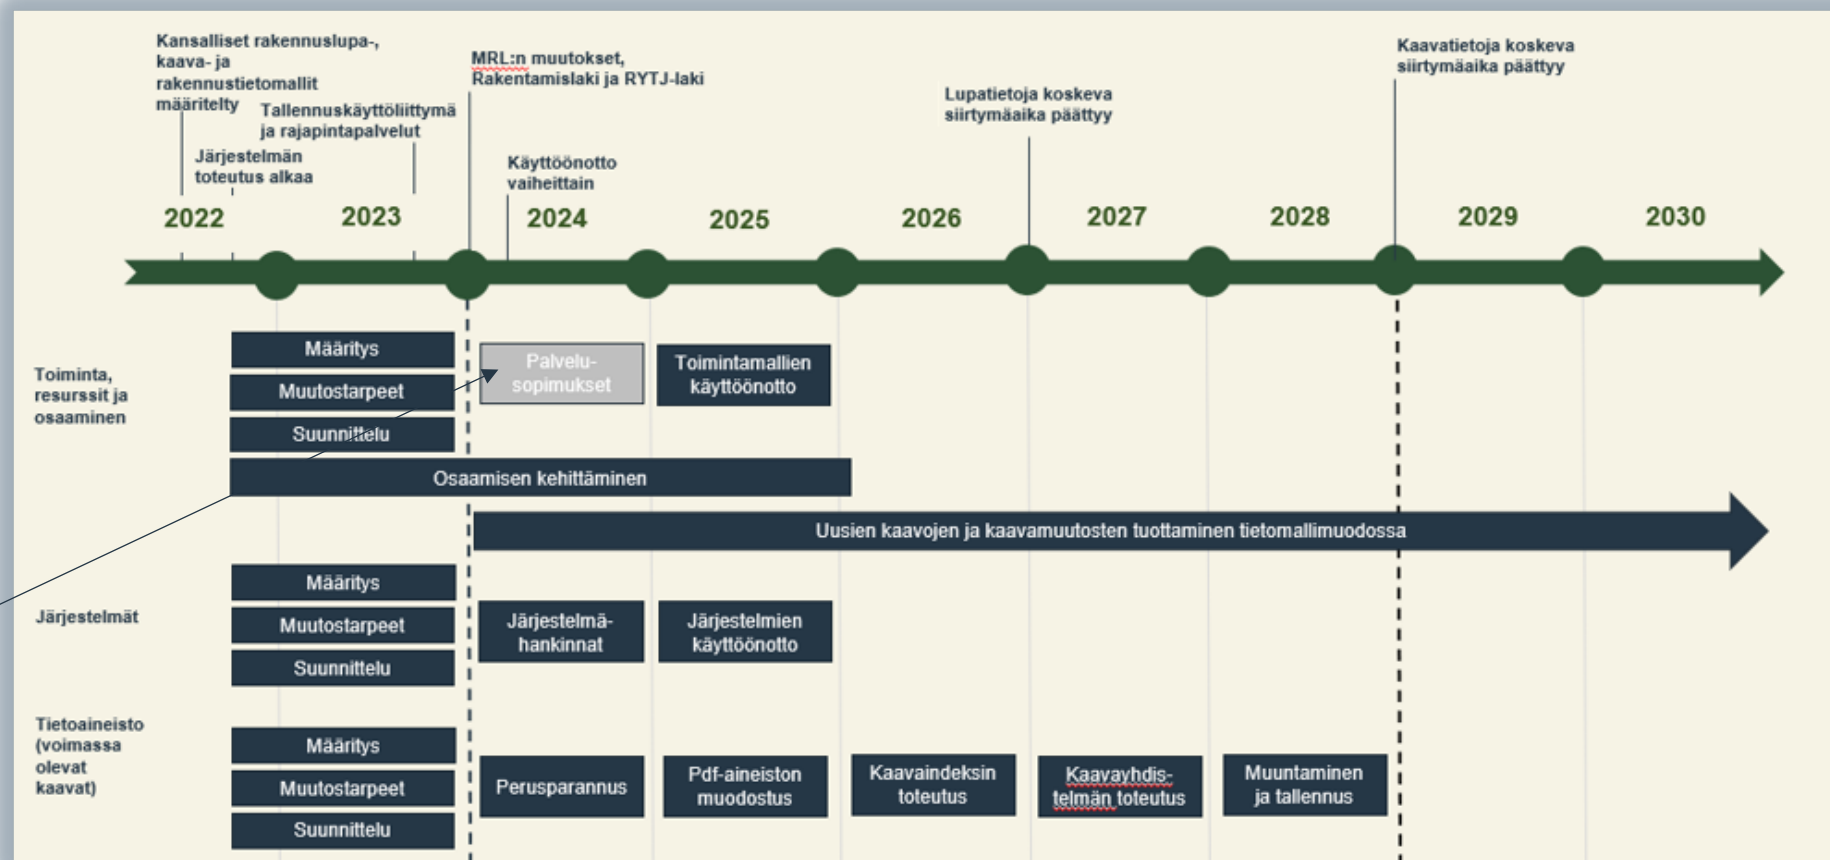 Kansalliset rakennuslupa-,
kaava- ja
rakennustietomallit
määritelty
Tallennuskäyttöliittymä
ja rajapintapalvelut
Järjestelmän
toteutus alkaa
MRL:n muutokset,
Rakentamislaki ja RYTJ-laki
Käyttöönotto
vaiheittain
Lupatietoja koskeva
siirtymäaika päättyy
Kaavatietoja koskeva
siirtymäaika päättyy
2022
2023
2024
2025
2026
2027
2028
2029
2030
Toiminta,
resurssit ja
osaaminen
Määritys
Muutostarpeet
Suunnittelu
Palvelu-
sopimukset
Toimintamallien
käyttöönotto
Osaamisen kehittäminen
Uusien kaavojen ja kaavamuutosten tuottaminen tietomallimuodossa
Järjestelmät
Määritys
Muutostarpeet
Suunnittelu
Järjestelmä-
hankinnat
Järjestelmien
käyttöönotto
Tietoaineisto
(voimassa
olevat
kaavat)
Määritys
Muutostarpeet
Suunnittelu
Perusparannus
Pdf-aineiston
muodostus
Kaavaindeksin
toteutus
Kaavayhdis-
telmän toteutus
Muuntaminen
ja tallennus